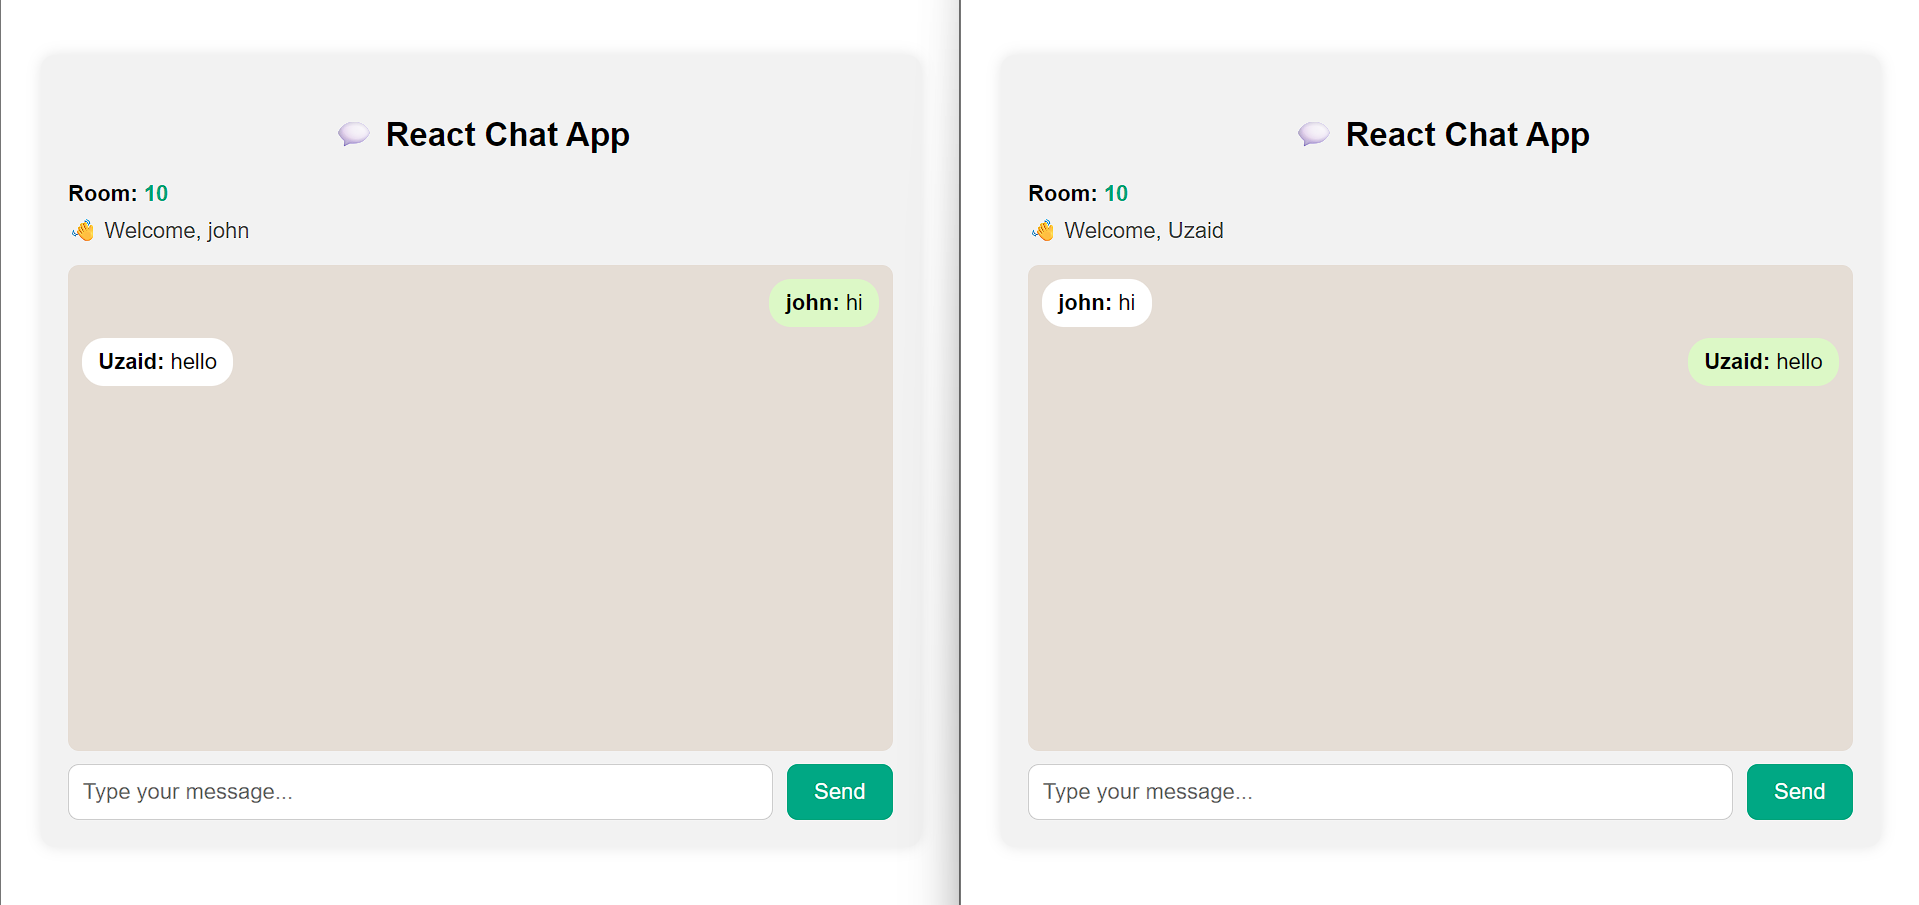 💬 React Chat App
Room: 10
👋 Welcome, john
john: hi
Uzaid: hello
Type your message...
Send
💬 React Chat App
Room: 10
👋 Welcome, Uzaid
john: hi
Uzaid: hello
Type your message...
Send